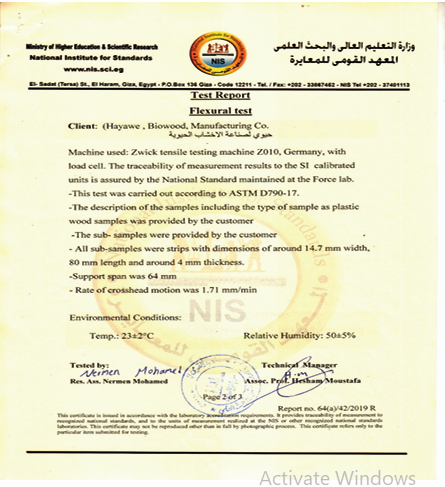 Ministry of Higher Education & Scientific Research
National Institute for Standards
www.nis.sci.eg
NIS
وزارة التعليم العالى والبحث العلمى
المعهد القومى للمعايرة
El- Sadat (Tersa) St., El Haram, Giza, Egypt - P.O.Box 136 Giza - Code 12211 - Tel. / Fax: +202 - 33867452 - NIS Tel +202 - 37401113
Test Report
Flexural test
Client: (Hayawe , Biowood, Manufacturing Co.
حيوي لصناعة الاخشاب الحيوية
Machine used: Zwick tensile testing machine Z010, Germany, with
load cell. The traceability of measurement results to the SI calibrated
units is assured by the National Standard maintained at the Force lab.
-This test was carried out according to ASTM D790-17.
-The description of the samples including the type of sample as plastic
wood samples was provided by the customer
-The sub- samples were provided by the customer
- All sub-samples were strips with dimensions of around 14.7 mm width,
80 mm length and around 4 mm thickness.
-Support span was 64 mm
- Rate of crosshead motion was 1.71 mm/min
NIS
Environmental Conditions:
Temp.: 23±2°C Relative Humidity: 50±5%
Tested by: Technical Manager
Nermen Mohamed
Res. Ass. Nermen Mohamed Assoc. Prof. Hesham Moustafa
Page 2 of 3
Report no. 64(a)/42/2019 R
This certificate is issued in accordance with the laboratory accreditation requirements. It provides traceability of measurement to
recognized national standards, and to the units of measurement realized at the NIS or other recognized national standards
laboratories. This certificate may not be reproduced other than in full by photographic process. This certificate refers only to the
particular item submitted for testing.
Activate Windows